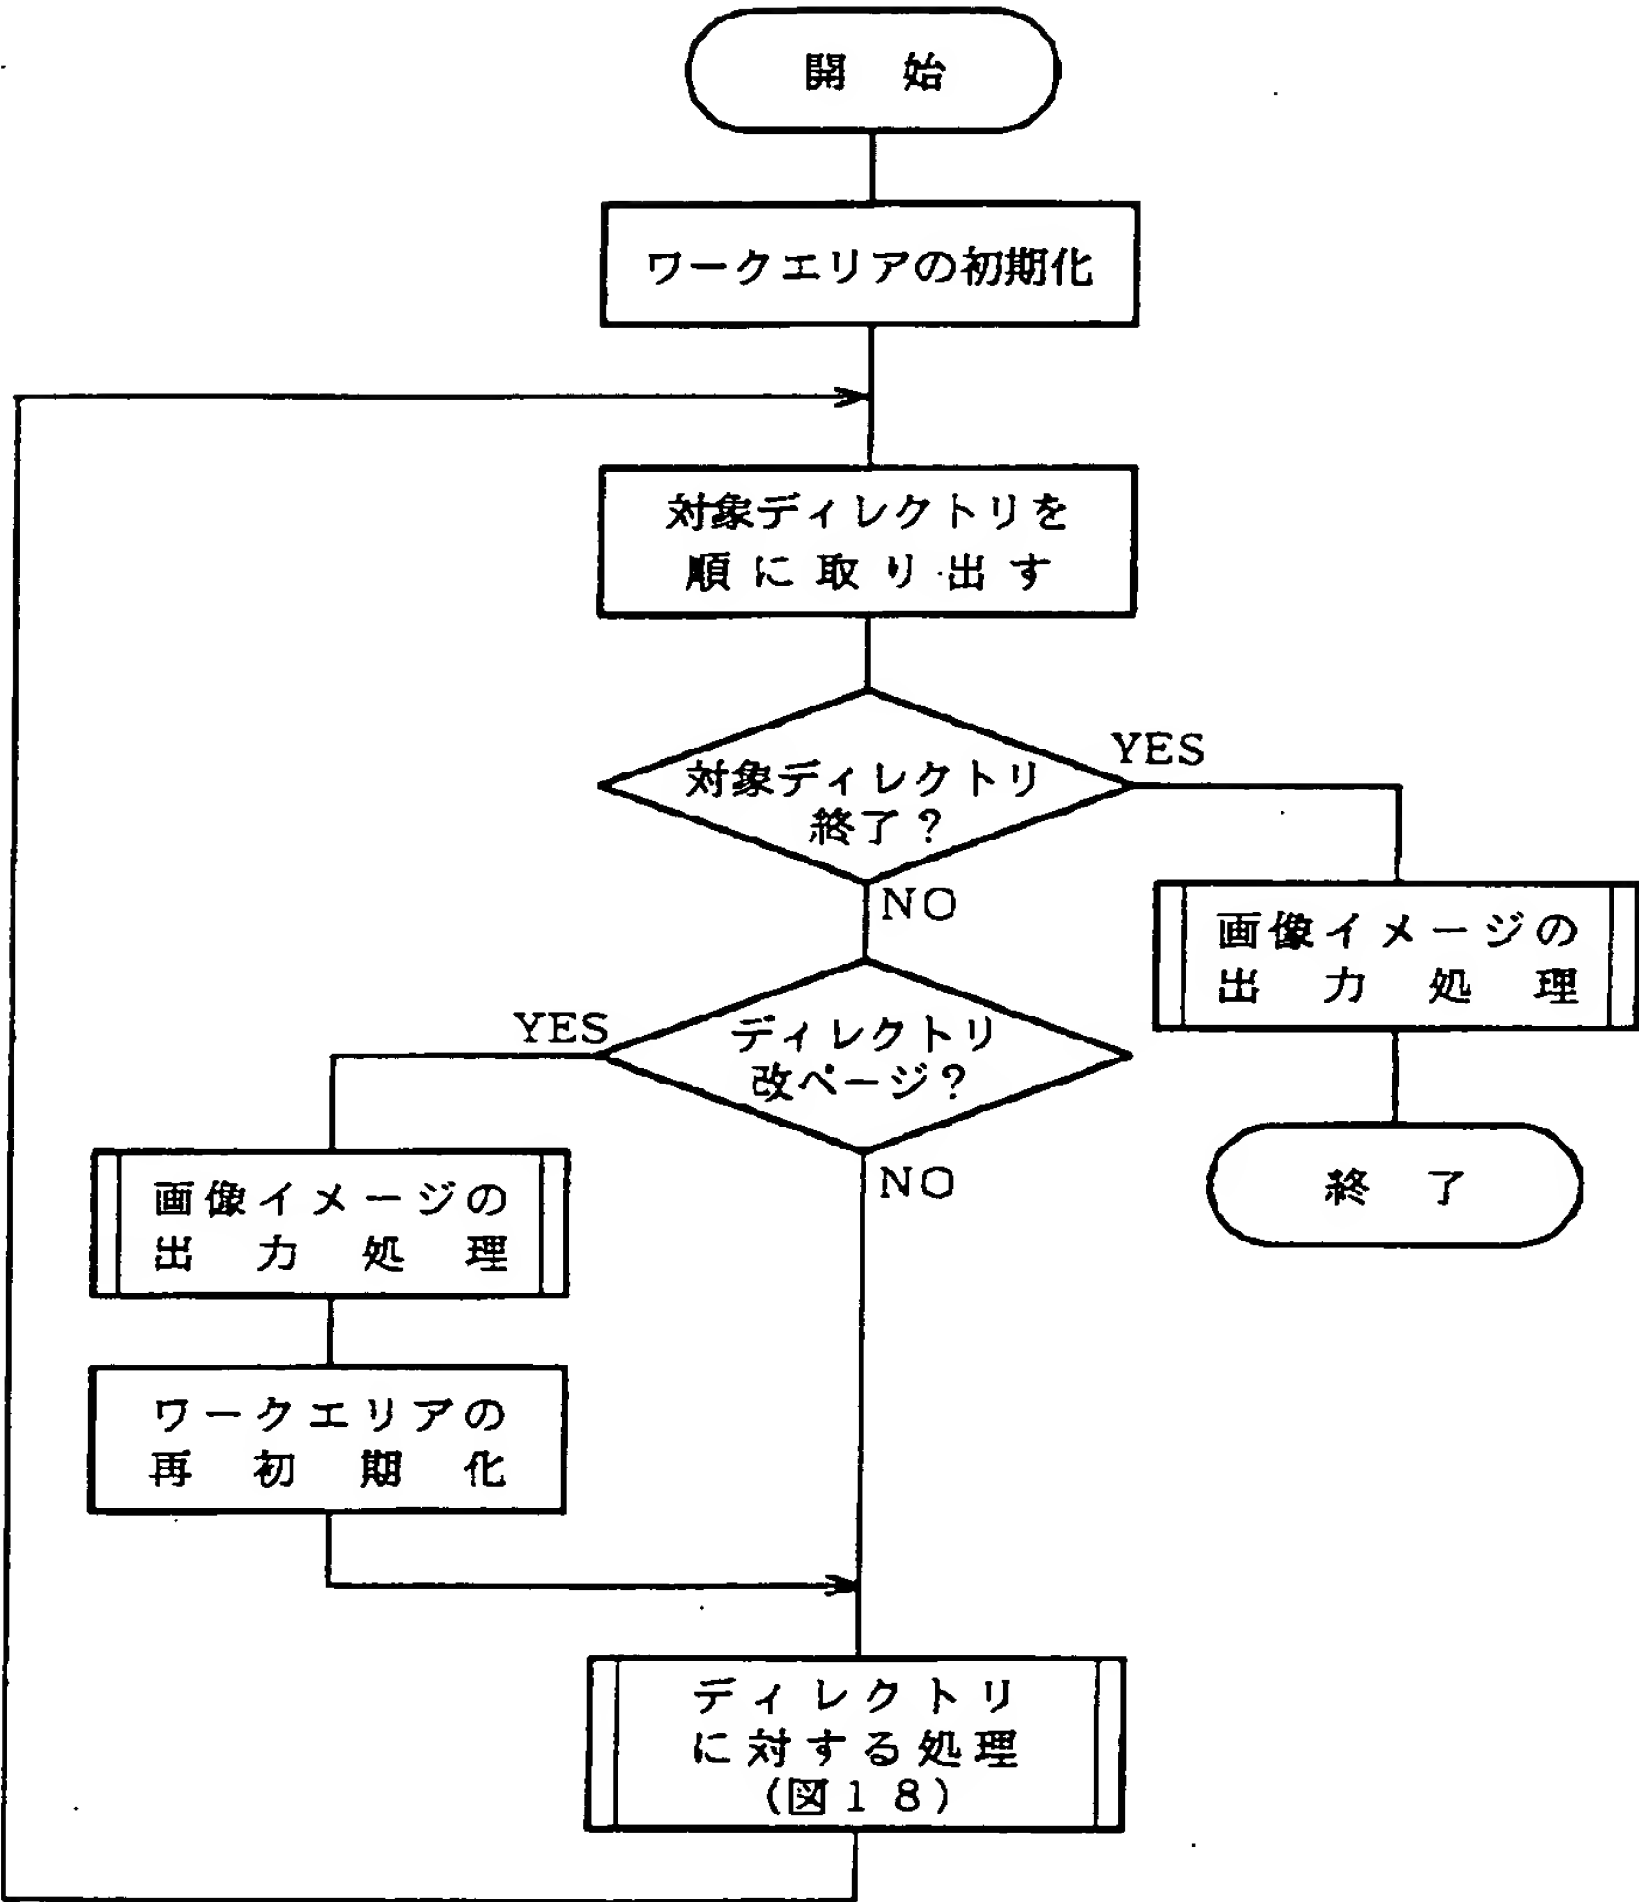 開始
ワークエリアの初期化
対象ディレクトリを
順に取り出す
対象ディレクトリ
終了?
YES
NO
画像イメージの
出力処理
終了
ディレクトリ
改ページ?
YES
NO
画像イメージの
出力処理
ワークエリアの
再初期化
ディレクトリ
に対する処理
(図18)